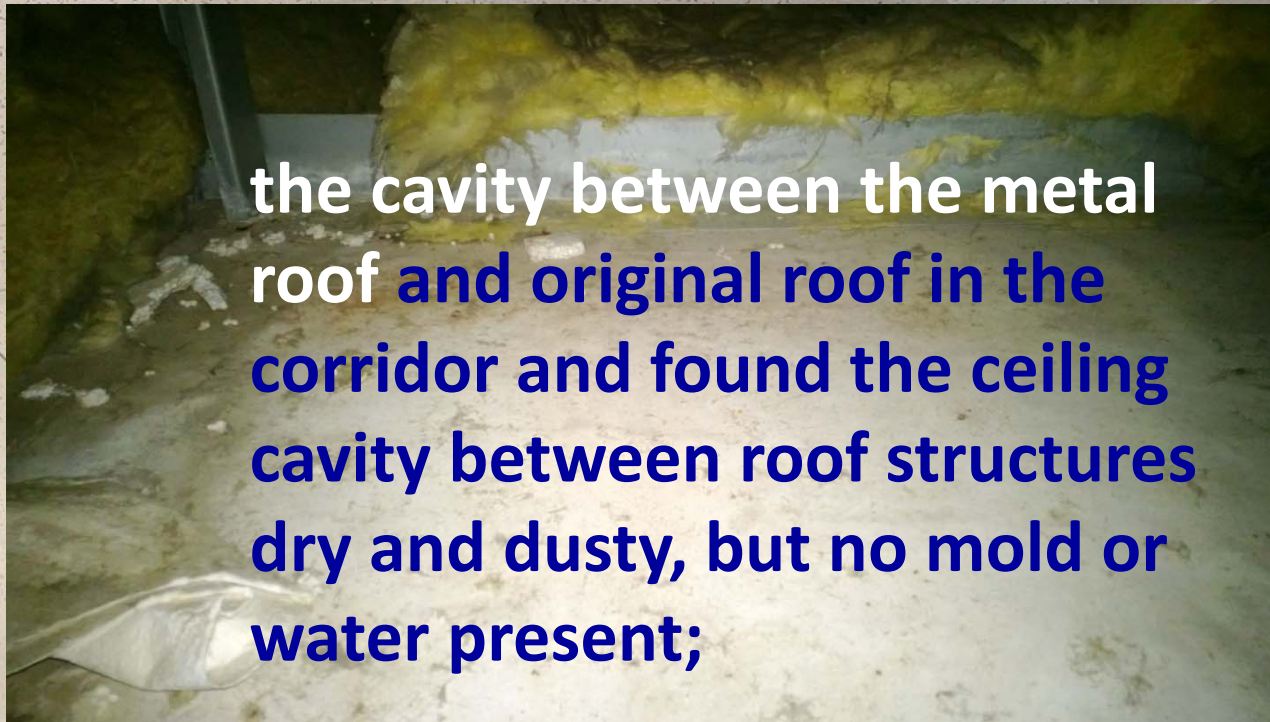 the cavity between the metal
roof and original roof in the
corridor and found the ceiling
cavity between roof structures
dry and dusty, but no mold or
water present;